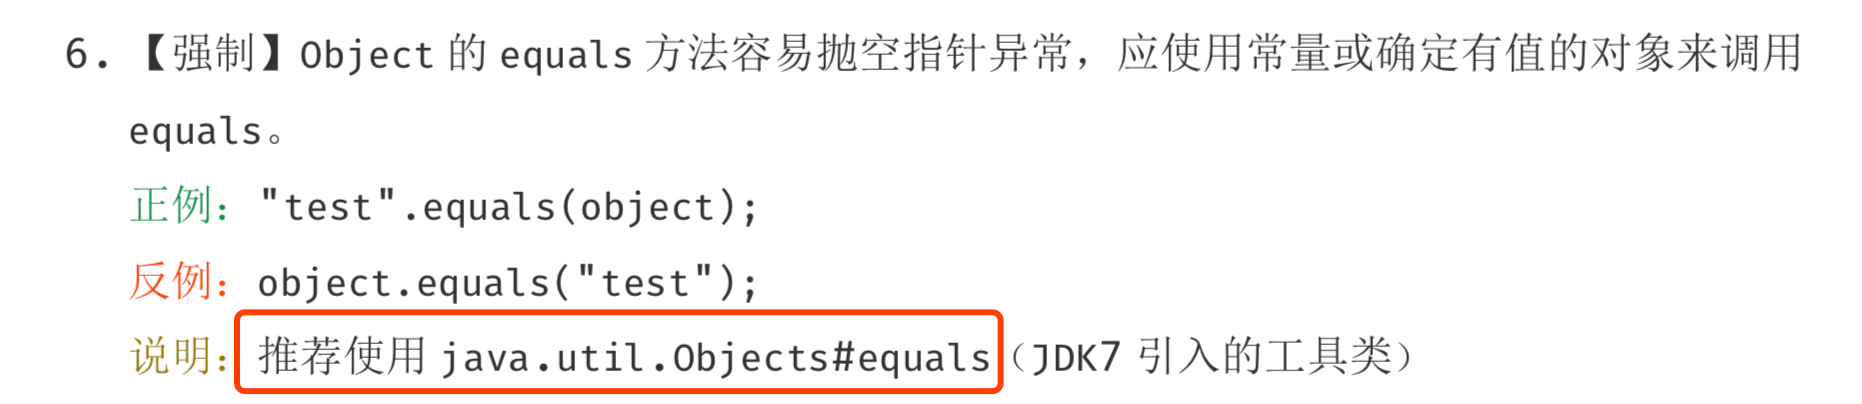 6. 【强制】Object 的 equals 方法容易抛空指针异常，应使用常量或确定有值的对象来调用
equals。
正例："test".equals(object);
反例：object.equals("test");
说明：推荐使用 java.util.Objects#equals（JDK7 引入的工具类）